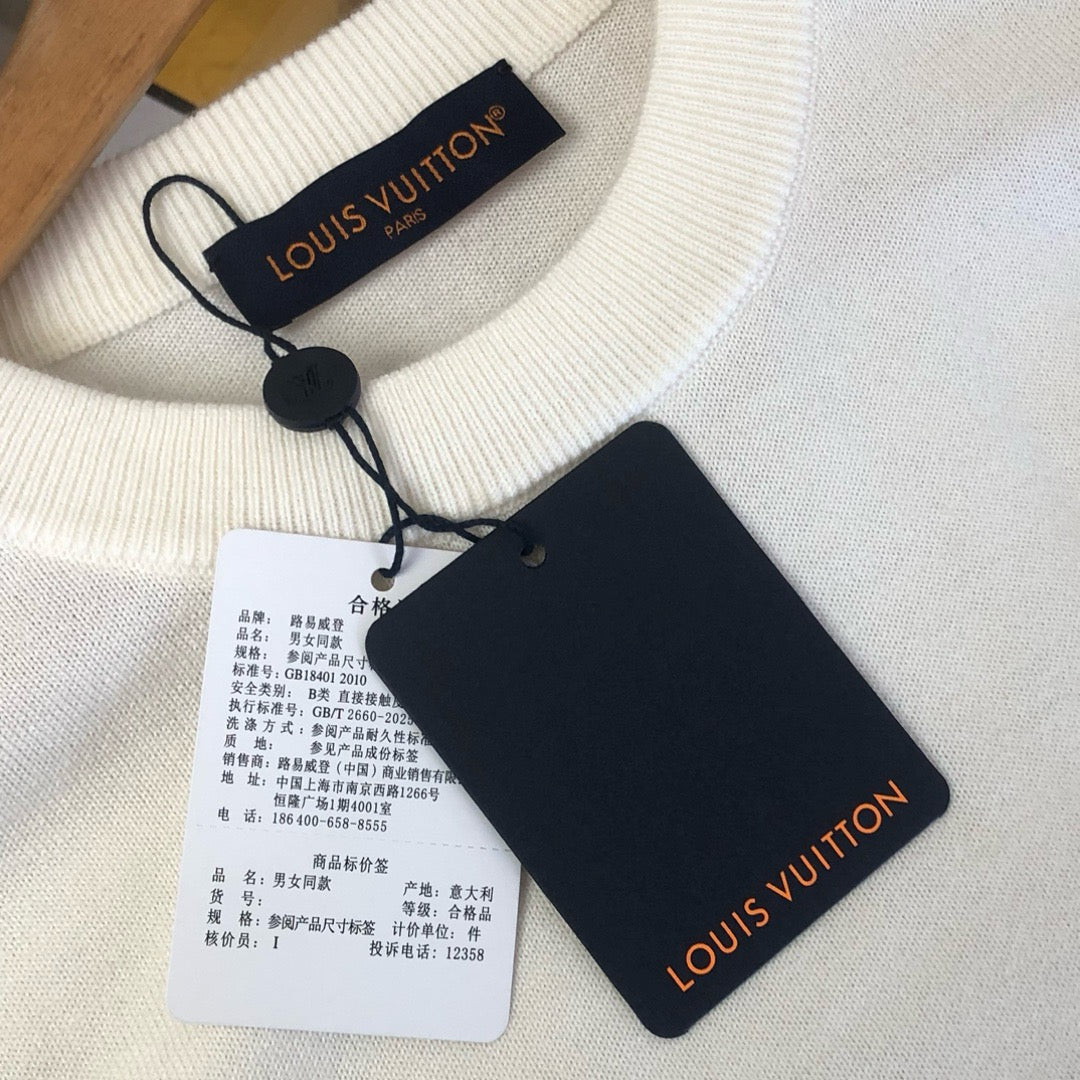 LOUIS VUITTON®
PARIS
合格
品牌： 路易威登
品名： 男女同款
规格： 参阅产品尺寸
标准号：GB18401 2010
安全类别： B类 直接接触
执行标准号：GB/T 2660-202
洗涤方式：参阅产品耐久性标
质 地： 参见产品成份标签
销售商：路易威登（中国）商业销售有限
地 址：中国上海市南京西路1266号
恒隆广场1期4001室
电 话：186 400-658-8555
商品标价签
品 名：男女同款 产地：意大利
货 号： 等级：合格品
规 格：参阅产品尺寸标签 计价单位：件
核价员： I 投诉电话：12358
LOUIS VUITTON